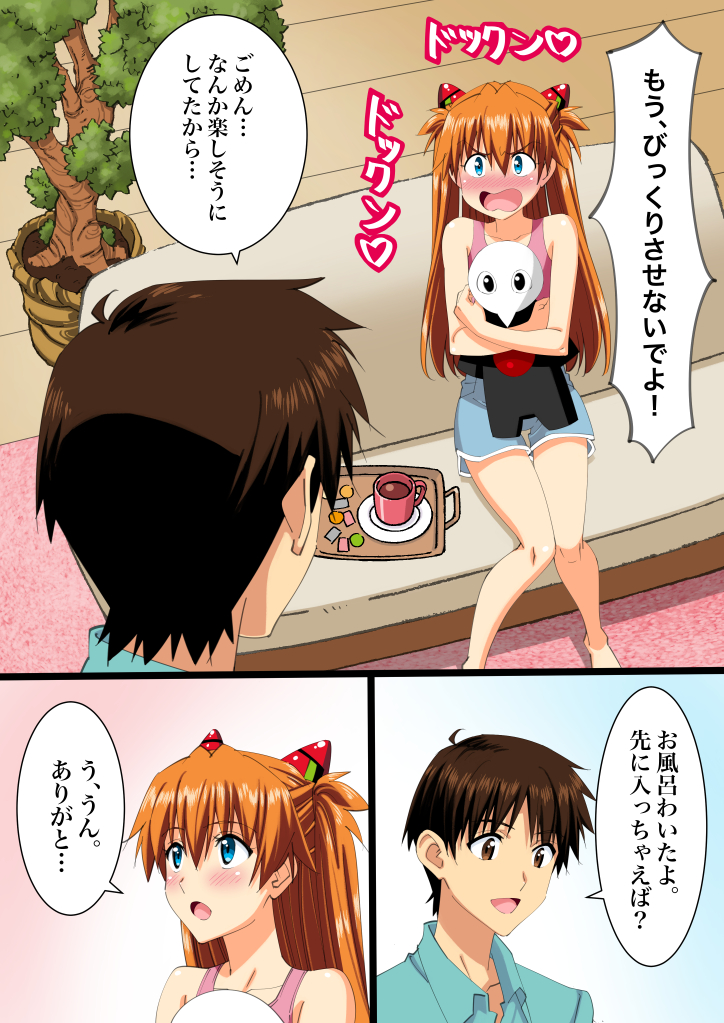 もう、びっくりさせないでよ！
ドックン♡
ドックン♡
ごめん…
なんか楽しそうに
してたから…
お風呂わいたよ。
先に入っちゃえば？
う、うん。
ありがと…